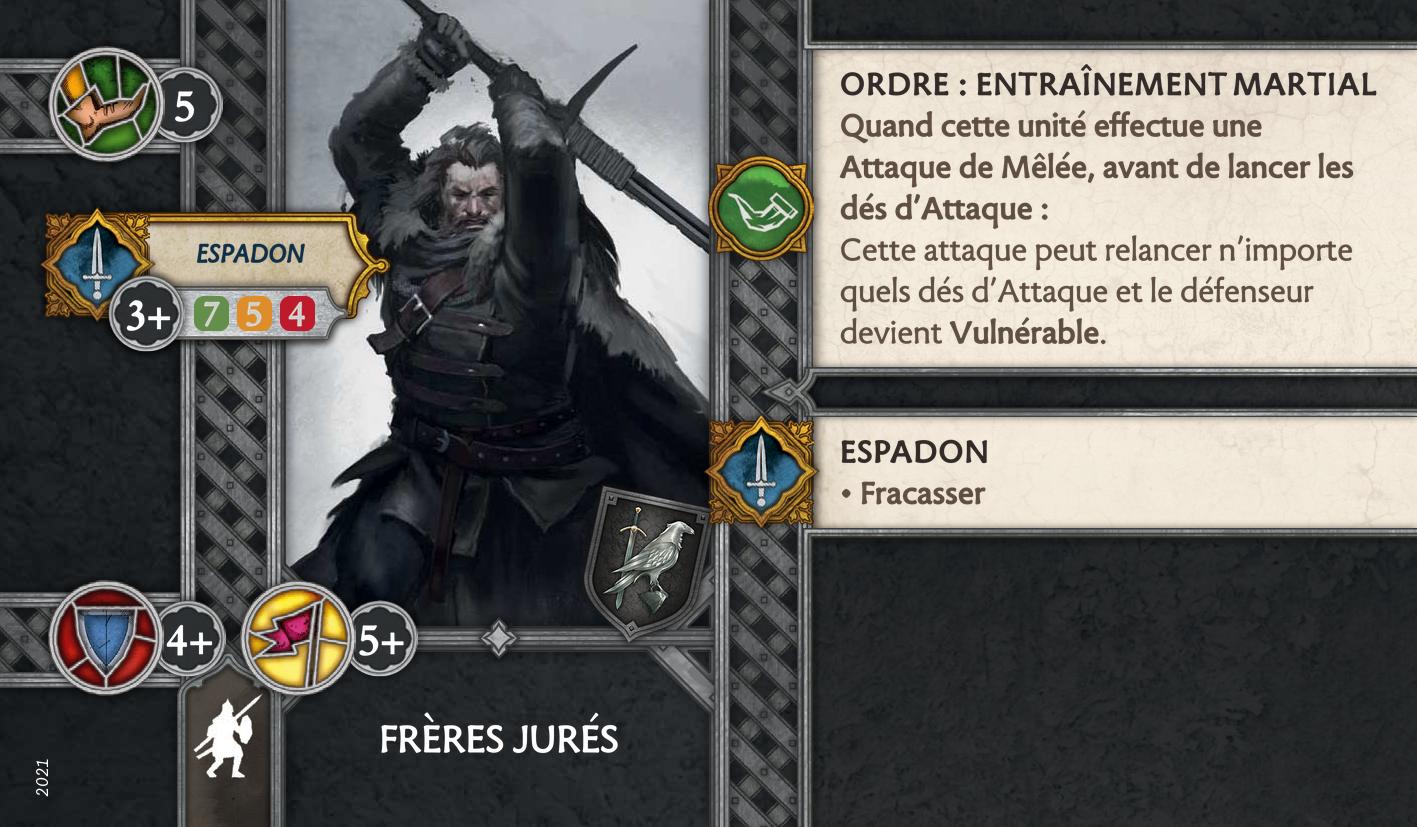 5
ESPADON
3+ 7 5 4
4+ 5+
FRÈRES JURÉS
2021
ORDRE : ENTRAÎNEMENT MARTIAL
Quand cette unité effectue une
Attaque de Mêlée, avant de lancer les
dés d’Attaque :
Cette attaque peut relancer n’importe
quels dés d’Attaque et le défenseur
devient Vulnérable.
ESPADON
• Fracasser